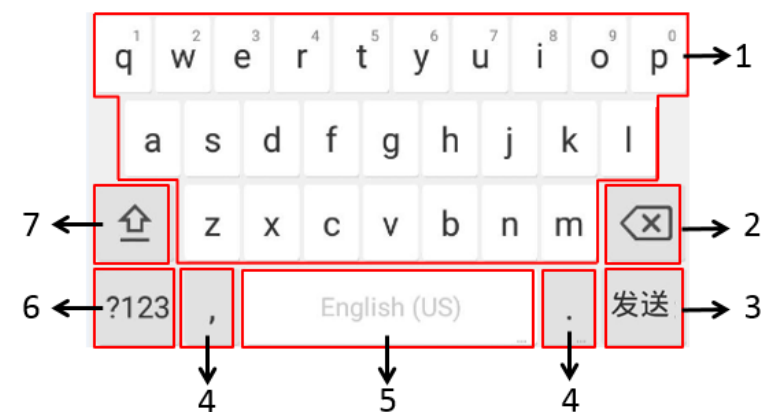 1 2 3 4 5 6 7 8 9 0
q w e r t y u i o p
1
a s d f g h j k l
7
z x c v b n m
2
6
?123
,
English (US)
...
.
...
发送
3
4
5
4